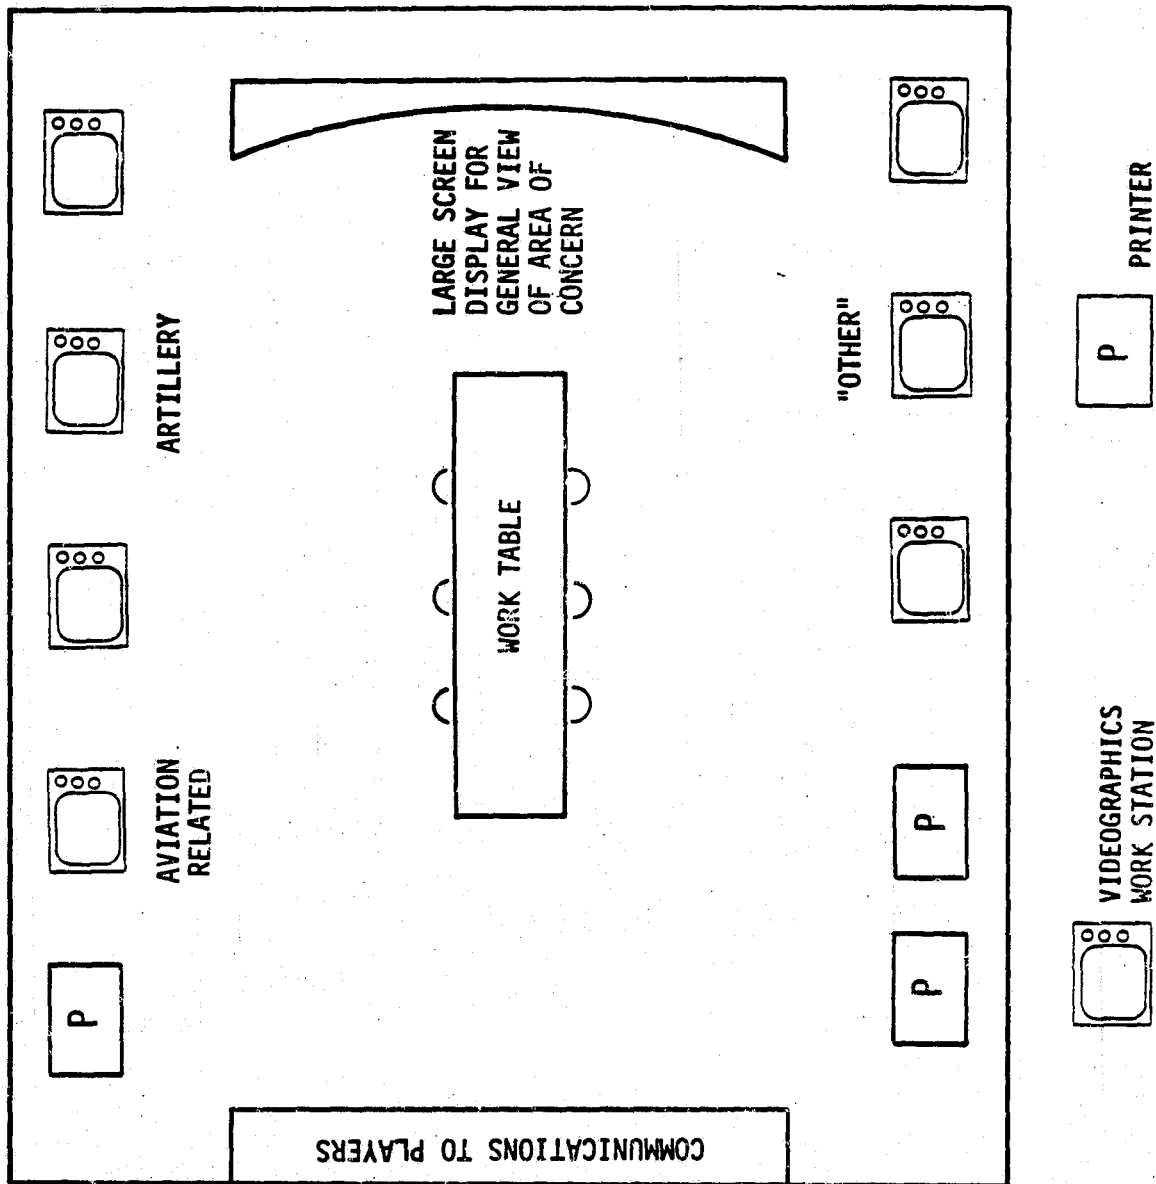 AVIATION
RELATED
ARTILLERY
P
LARGE SCREEN
DISPLAY FOR
GENERAL VIEW
OF AREA OF
CONCERN
WORK TABLE
COMMUNICATIONS TO PLAYERS
"OTHER"
P
P
VIDEOGRAPHICS
WORK STATION
P
PRINTER